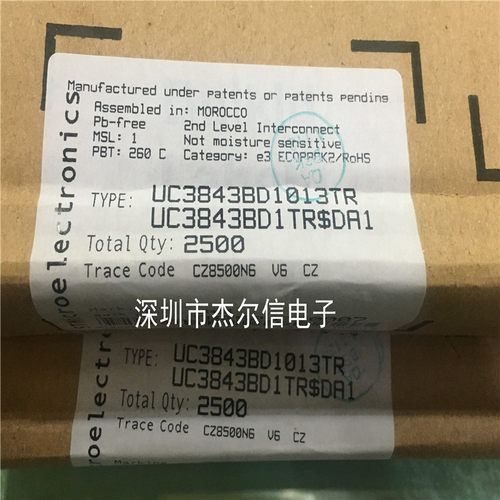 Manufactured under patents or patents pending
Assembled in: MOROCCO
Pb-free 2nd Level Interconnect
MSL: 1 Not moisture sensitive
PBT: 260 C Category: e3 ECOPACK2/RoHS
TYPE: UC3843BD1013TR
UC3843BD1TR$DA1
Total Qty: 2500
Trace Code CZ8500N6 V6 CZ
croelectronics
深圳市杰尔信电子
TYPE: UC3843BD1013TR
UC3843BD1TR$DA1
Total Qty: 2500
Trace Code CZ8500N6 V6 CZ
roelectronics